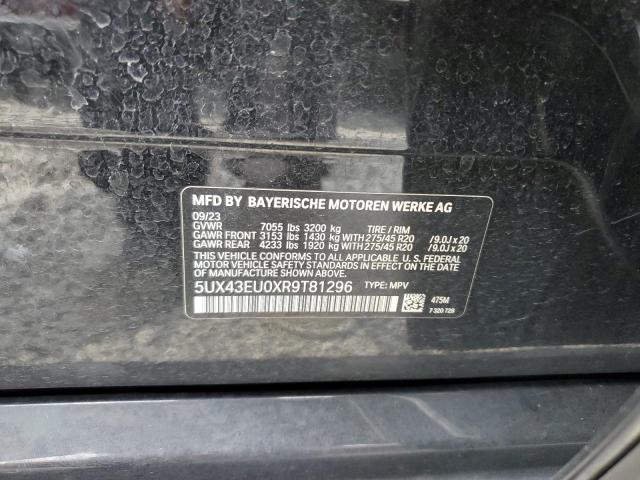 MFD BY BAYERISCHE MOTOREN WERKE AG
09/23
GVWR 7055 lbs 3200 kg TIRE / RIM
GAWR FRONT 3153 lbs 1430 kg WITH 275/45 R20 /9.0J x 20
GAWR REAR 4233 lbs 1920 kg WITH 275/45 R20 /9.0J x 20
THIS VEHICLE CONFORMS TO ALL APPLICABLE U. S. FEDERAL
MOTOR VEHICLE SAFETY STANDARDS IN EFFECT ON THE
DATE OF MANUFACTURE SHOWN ABOVE.
5UX43EU0XR9T81296 TYPE: MPV
475M
7 320 728